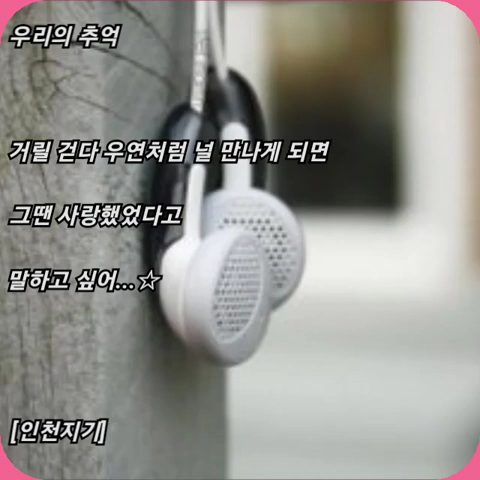 우리의 추억
거릴 걷다 우연처럼 널 만나게 되면
그땐 사랑했었다고
말하고 싶어...☆
[인천지기]